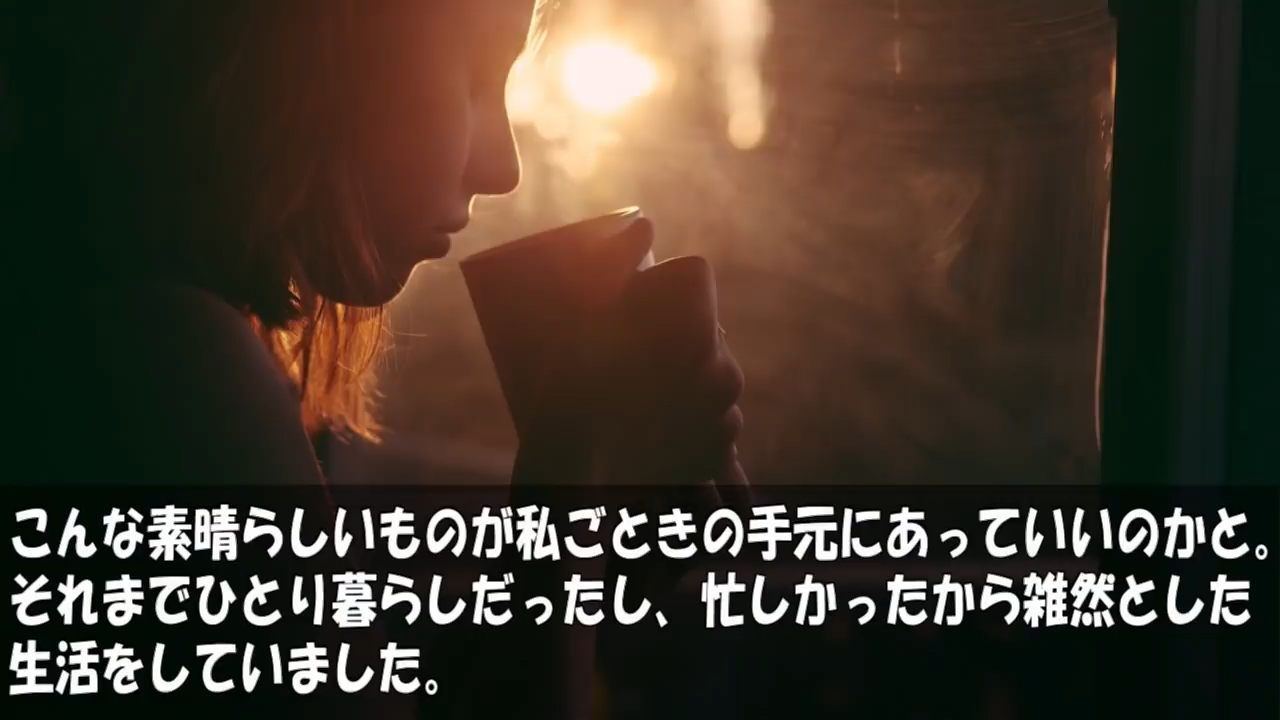 こんな素晴らしいものが私ごときの手元にあっていいのかと。
それまでひとり暮らしだったし、忙しかったから雑然とした
生活をしていました。